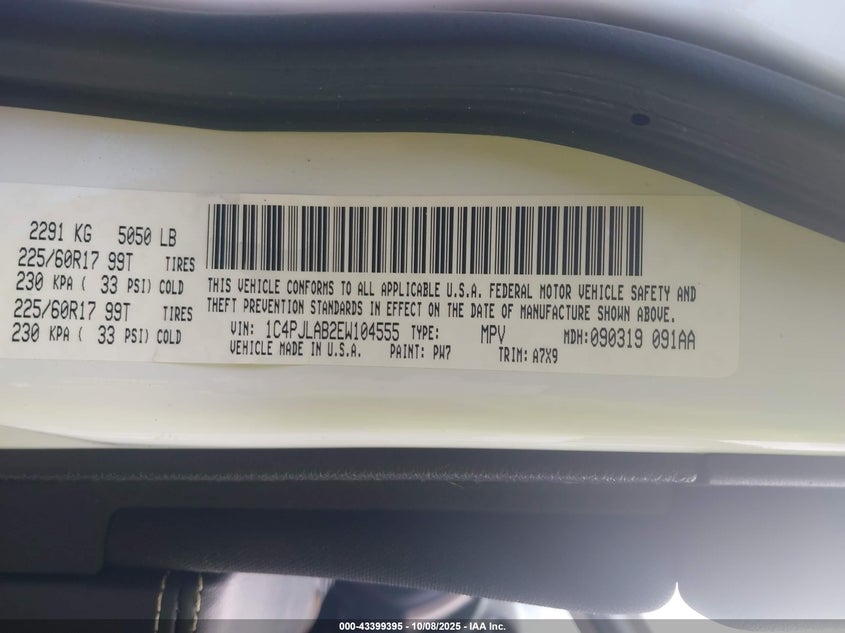 2291 KG 5050 LB
225/60R17 99T TIRES
230 KPA ( 33 PSI) COLD
225/60R17 99T TIRES
230 KPA ( 33 PSI) COLD
THIS VEHICLE CONFORMS TO ALL APPLICABLE U.S.A. FEDERAL MOTOR VEHICLE SAFETY AND
THEFT PREVENTION STANDARDS IN EFFECT ON THE DATE OF MANUFACTURE SHOWN ABOVE.
VIN: 1C4PJLAB2EW104555 TYPE: MPV MDH:090319 091AA
VEHICLE MADE IN U.S.A. PAINT: PW7 TRIM: A7X9
000-43399395 - 10/08/2025 - IAA Inc.